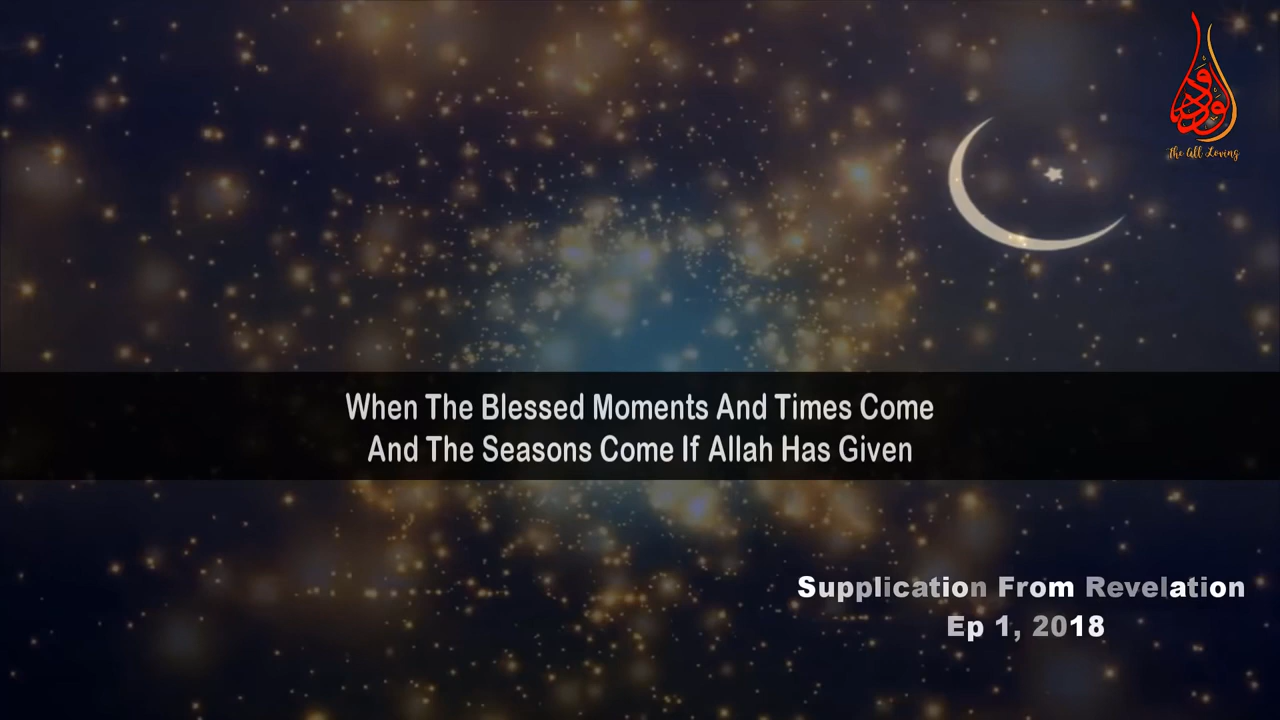 الودود
The All Loving
When The Blessed Moments And Times Come
And The Seasons Come If Allah Has Given
Supplication From Revelation
Ep 1, 2018